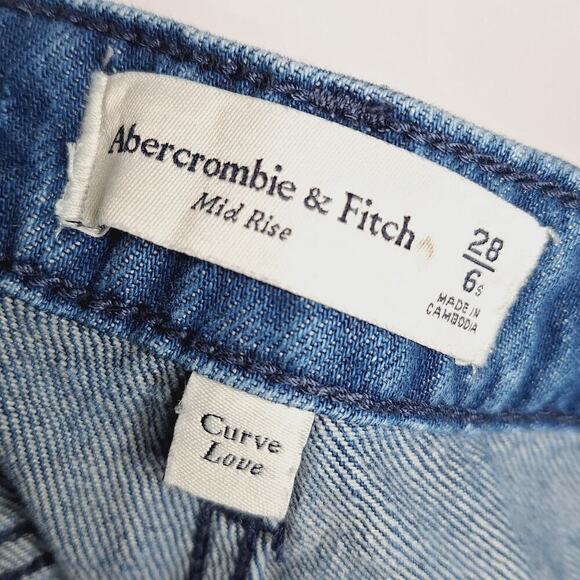 Abercrombie & Fitch
Mid Rise
28
6s
MADE IN
CAMBODIA
Curve
Love